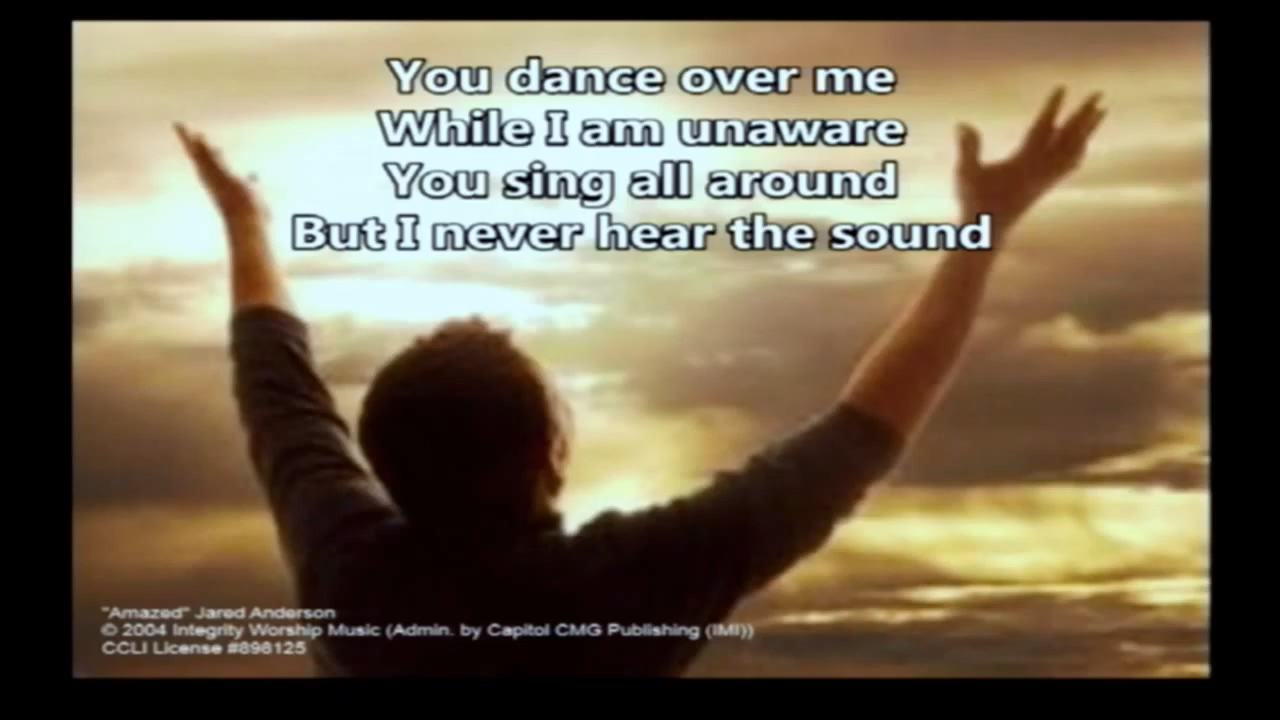 You dance over me
While I am unaware
You sing all around
But I never hear the sound
"Amazed" Jared Anderson
© 2004 Integrity Worship Music (Admin. by Capitol CMG Publishing (IMI))
CCLI License #898125